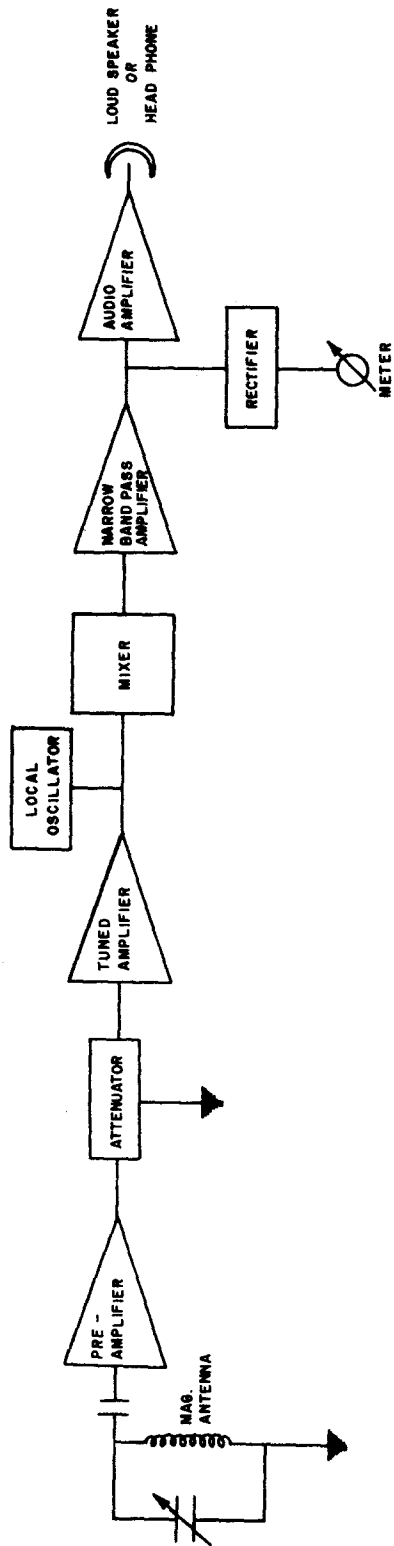 MAG.
ANTENNA
PRE -
AMPLIFIER
ATTENUATOR
TUNED
AMPLIFIER
LOCAL
OSCILLATOR
MIXER
NARROW
BAND PASS
AMPLIFIER
RECTIFIER
METER
AUDIO
AMPLIFIER
LOUD SPEAKER
OR
HEAD PHONE